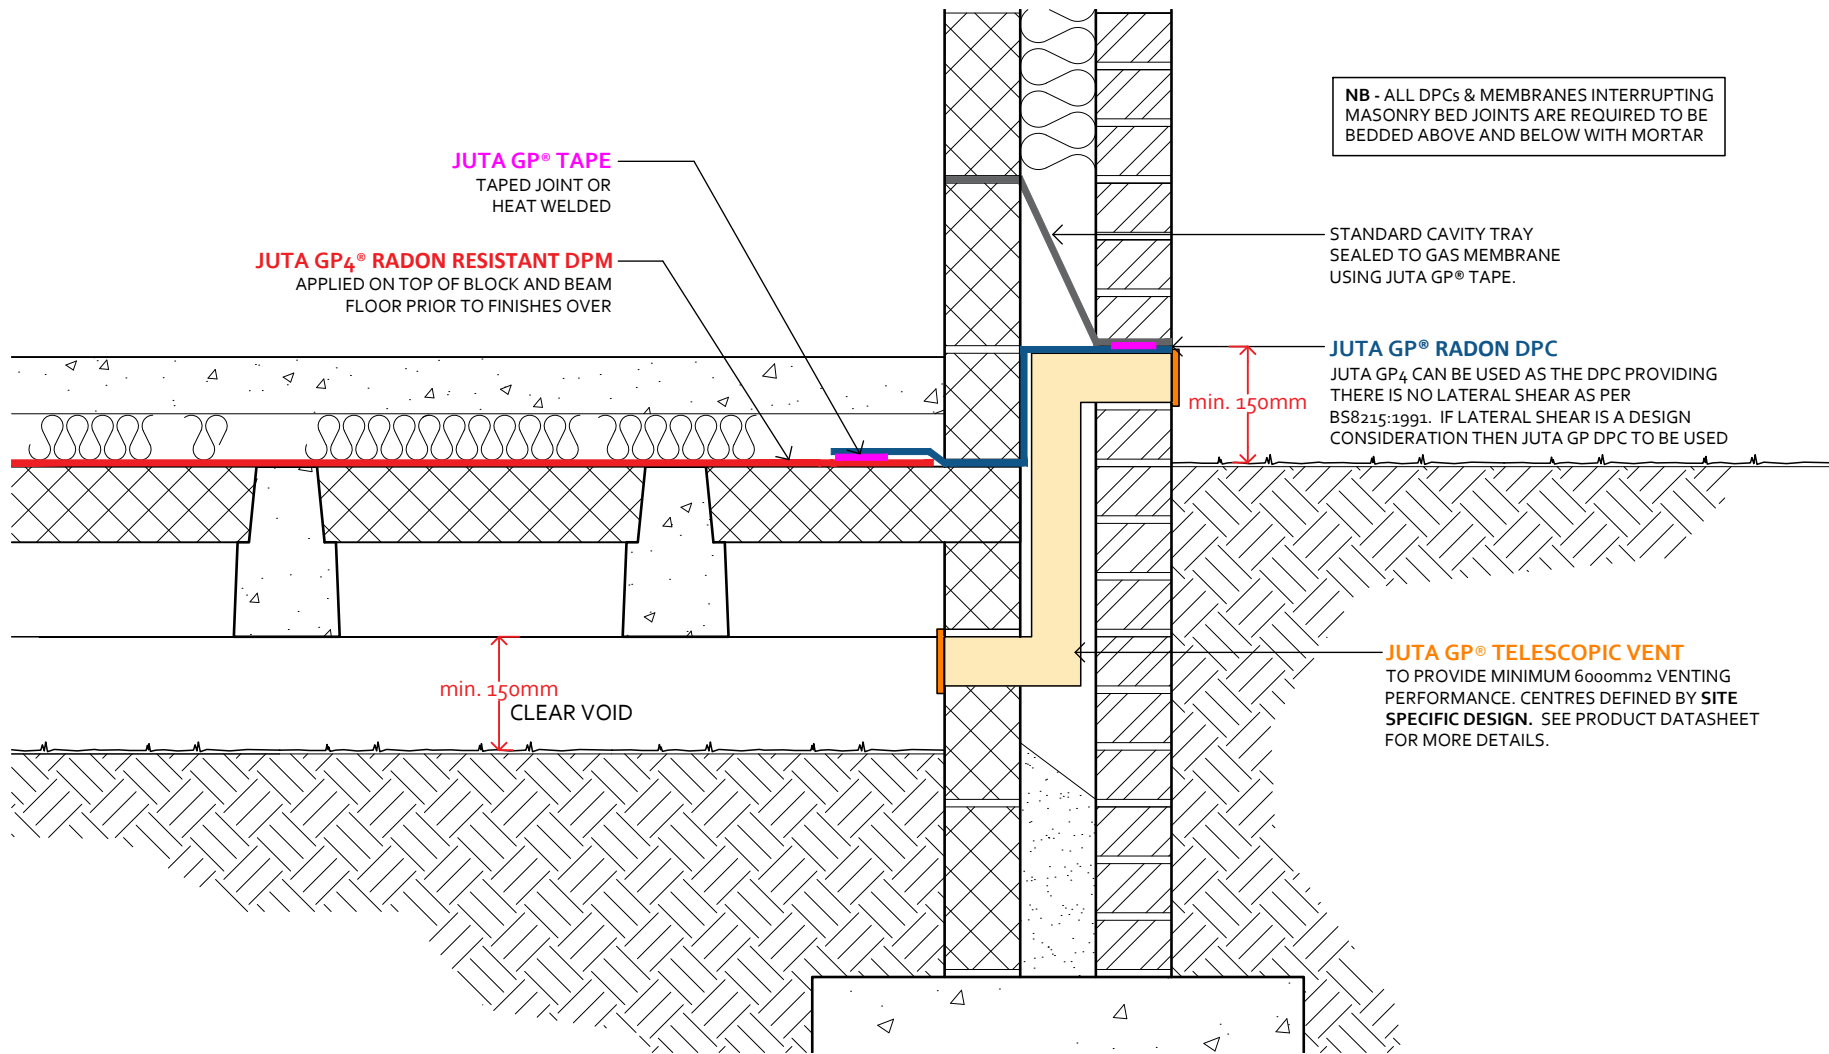 NB - ALL DPCs & MEMBRANES INTERRUPTING
MASONRY BED JOINTS ARE REQUIRED TO BE
BEDDED ABOVE AND BELOW WITH MORTAR
JUTA GP® TAPE
TAPED JOINT OR
HEAT WELDED
JUTA GP4® RADON RESISTANT DPM
APPLIED ON TOP OF BLOCK AND BEAM
FLOOR PRIOR TO FINISHES OVER
STANDARD CAVITY TRAY
SEALED TO GAS MEMBRANE
USING JUTA GP® TAPE.
JUTA GP® RADON DPC
JUTA GP4 CAN BE USED AS THE DPC PROVIDING
THERE IS NO LATERAL SHEAR AS PER
BS8215:1991. IF LATERAL SHEAR IS A DESIGN
CONSIDERATION THEN JUTA GP DPC TO BE USED
min. 150mm
JUTA GP® TELESCOPIC VENT
TO PROVIDE MINIMUM 6000mm2 VENTING
PERFORMANCE. CENTRES DEFINED BY SITE
SPECIFIC DESIGN. SEE PRODUCT DATASHEET
FOR MORE DETAILS.
min. 150mm
CLEAR VOID